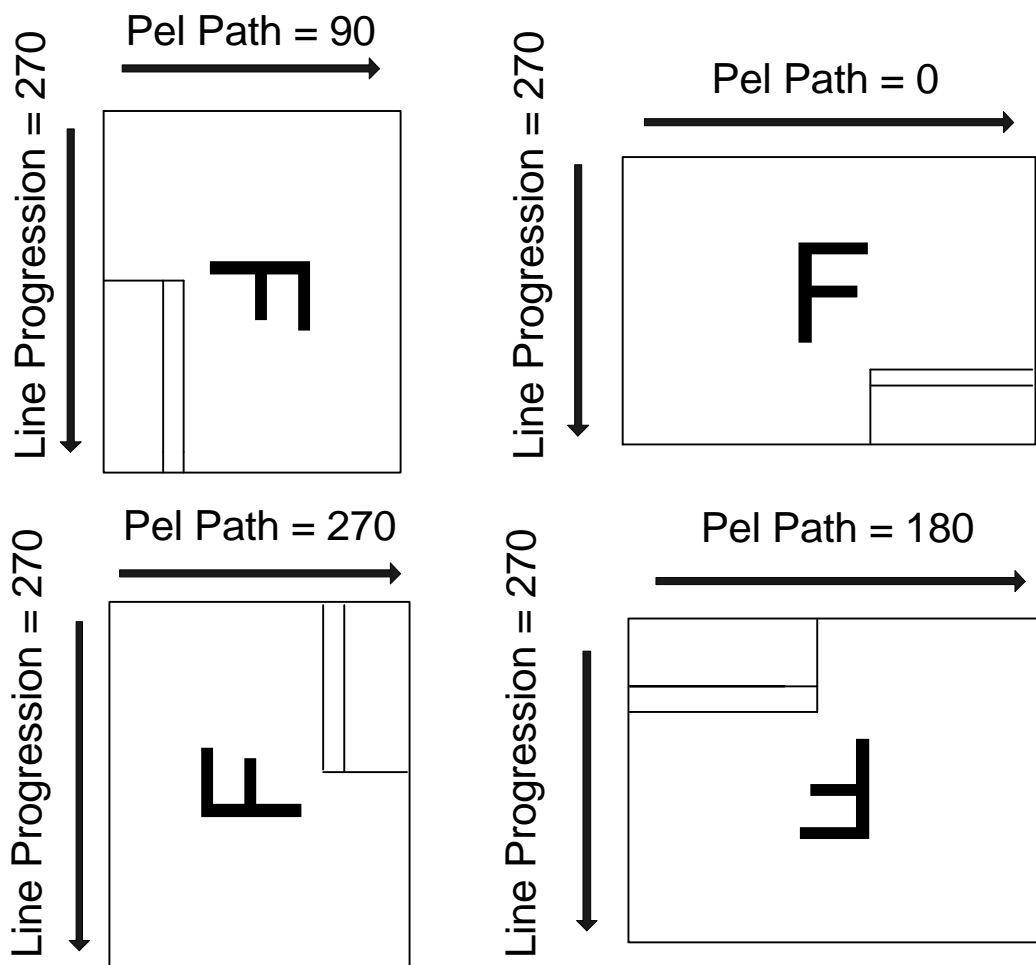 Pel Path = 90
Line Progression = 270
F
Pel Path = 0
Line Progression = 270
F
Pel Path = 270
Line Progression = 270
F
Pel Path = 180
Line Progression = 270
F